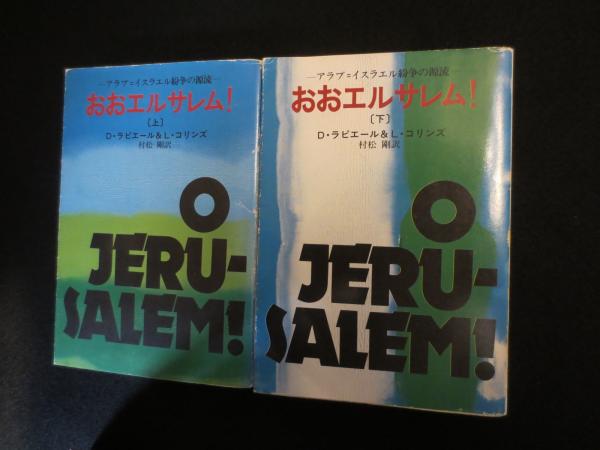 ―アラブ=イスラエル紛争の源流―
おおエルサレム!
〔上〕
D・ラピエール&L・コリンズ
村松 剛訳
O
JERU-
SALEM!
―アラブ=イスラエル紛争の源流―
おおエルサレム!
〔下〕
D・ラピエール&L・コリンズ
村松 剛訳
O
JERU-
SALEM!